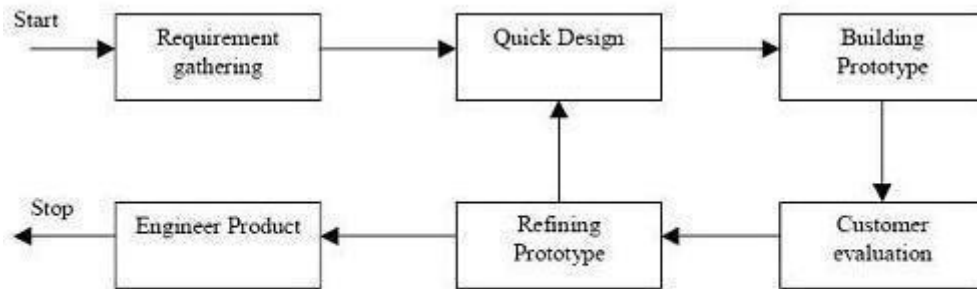 Start
Requirement
gathering
Quick Design
Building
Prototype
Stop
Engineer Product
Refining
Prototype
Customer
evaluation